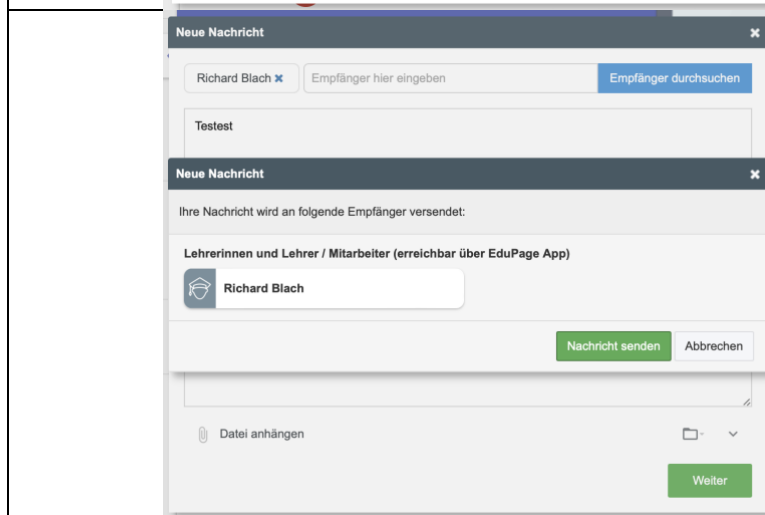 Neue Nachricht
Richard Blach
Empfänger hier eingeben
Empfänger durchsuchen
Testest
Neue Nachricht
Ihre Nachricht wird an folgende Empfänger versendet:
Lehrerinnen und Lehrer / Mitarbeiter (erreichbar über EduPage App)
Richard Blach
Nachricht senden
Abbrechen
Datei anhängen
Weiter